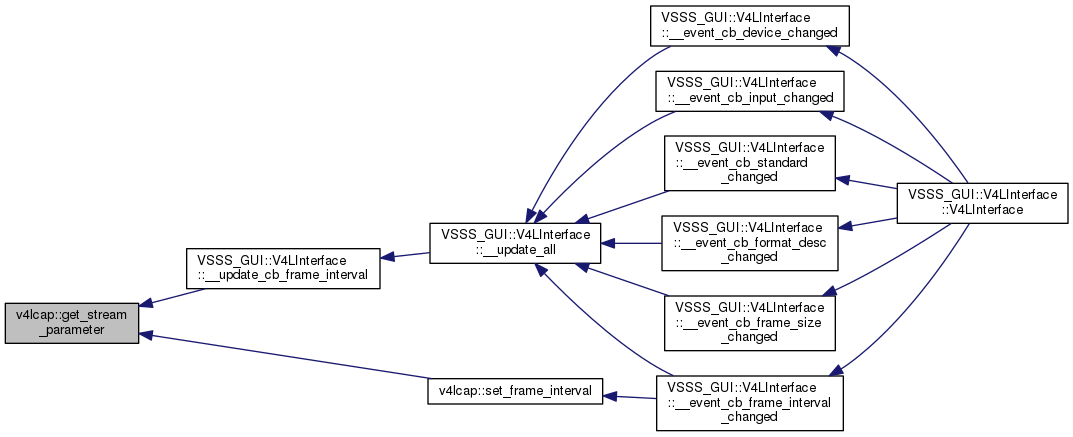 VSSS_GUI::V4LInterface
::__event_cb_device_changed
VSSS_GUI::V4LInterface
::__event_cb_input_changed
VSSS_GUI::V4LInterface
::__event_cb_standard
_changed
VSSS_GUI::V4LInterface
::V4LInterface
VSSS_GUI::V4LInterface
::__event_cb_format_desc
_changed
VSSS_GUI::V4LInterface
::__update_all
VSSS_GUI::V4LInterface
::__update_cb_frame_interval
v4lcap::get_stream
_parameter
VSSS_GUI::V4LInterface
::__event_cb_frame_size
_changed
v4lcap::set_frame_interval
VSSS_GUI::V4LInterface
::__event_cb_frame_interval
_changed